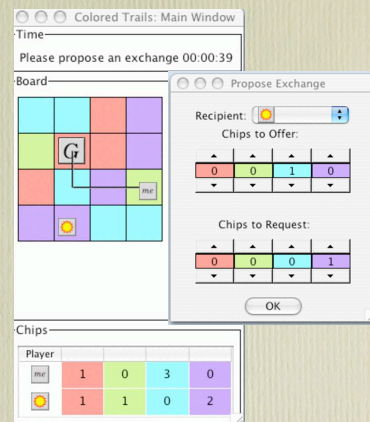 Colored Trails: Main Window
Time
Please propose an exchange 00:00:39
Board
G
me
Propose Exchange
Recipient:
Chips to Offer:
0 0 1 0
Chips to Request:
0 0 0 1
OK
Chips
Player
me 1 0 3 0
1 1 0 2